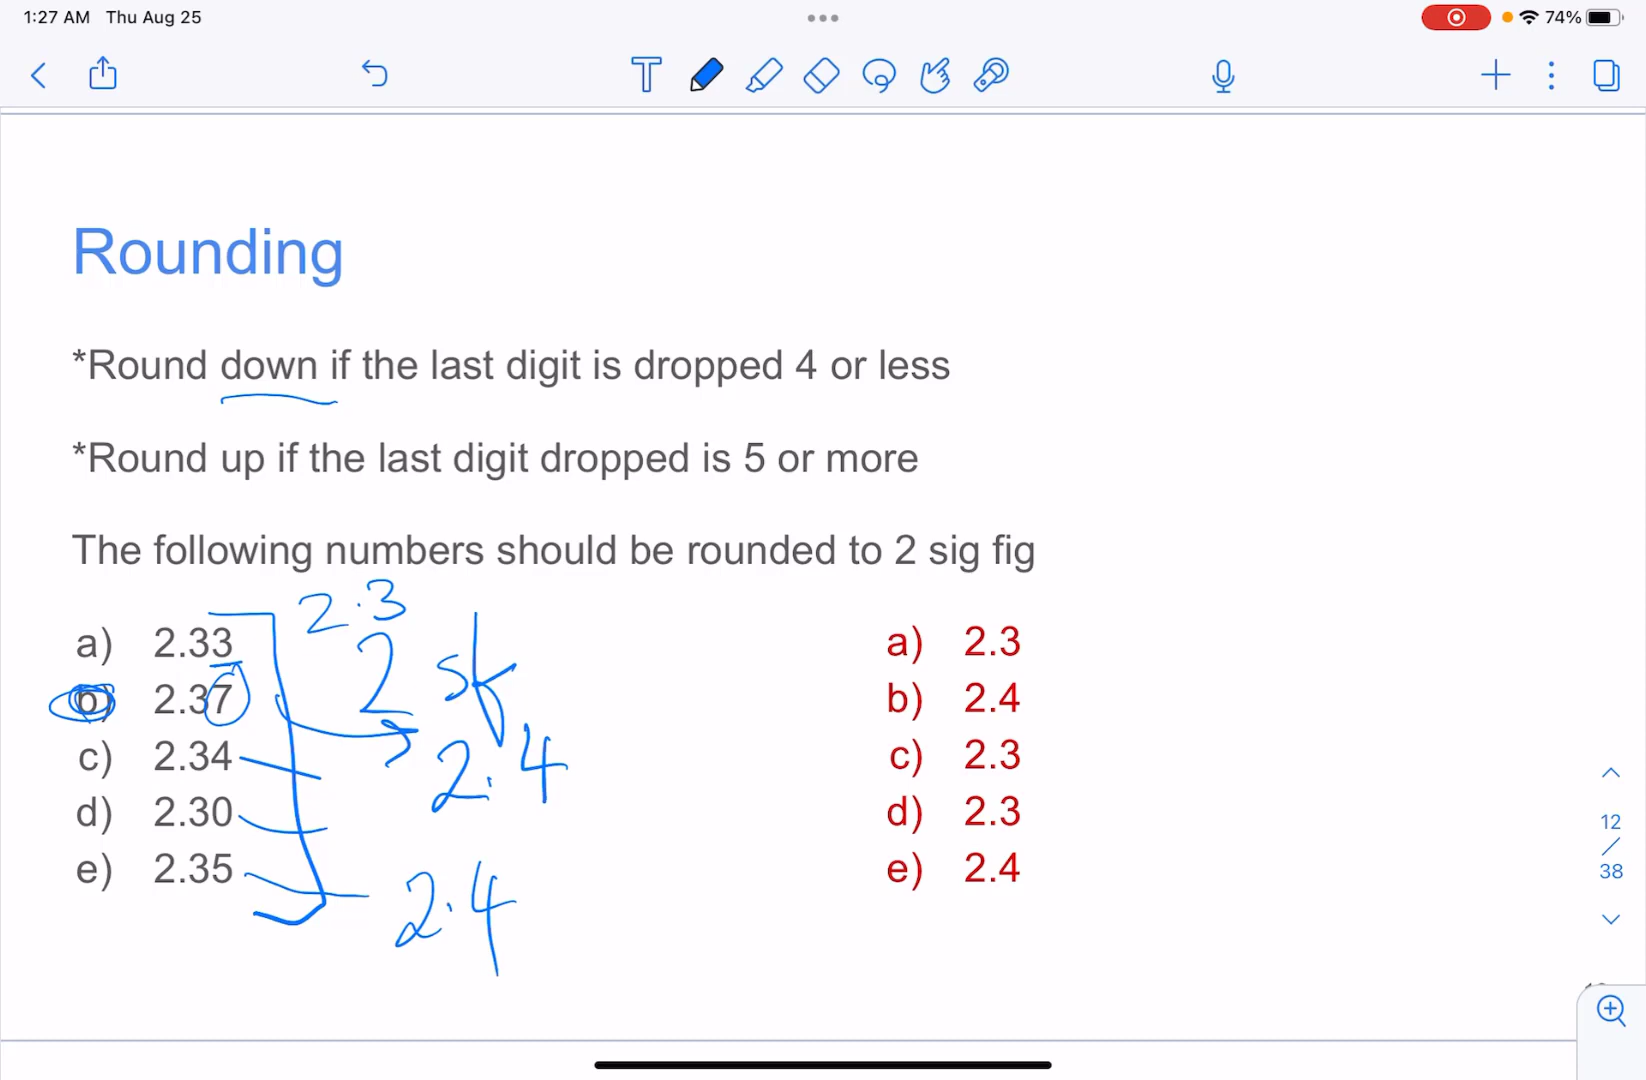 1:27 AM Thu Aug 25
74%
T
Rounding
*Round down if the last digit is dropped 4 or less
*Round up if the last digit dropped is 5 or more
The following numbers should be rounded to 2 sig fig
2.3
a) 2.33
2 sf
b) 2.37
2.4
c) 2.34
d) 2.30
e) 2.35
2.4
a) 2.3
b) 2.4
c) 2.3
d) 2.3
e) 2.4
12
/
38